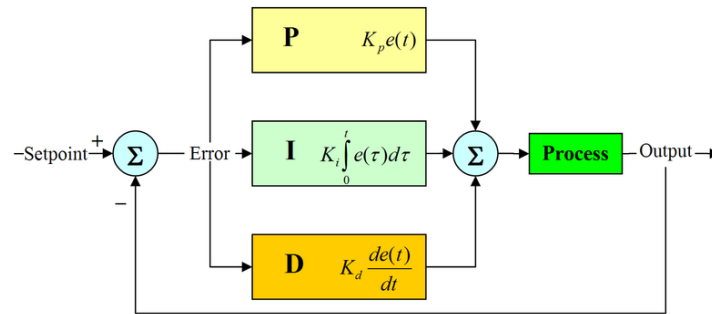 P K_p e(t)
–Setpoint + Σ Error I K_i ∫_0^t e(τ)dτ Σ Process Output
–
D K_d de(t)/dt